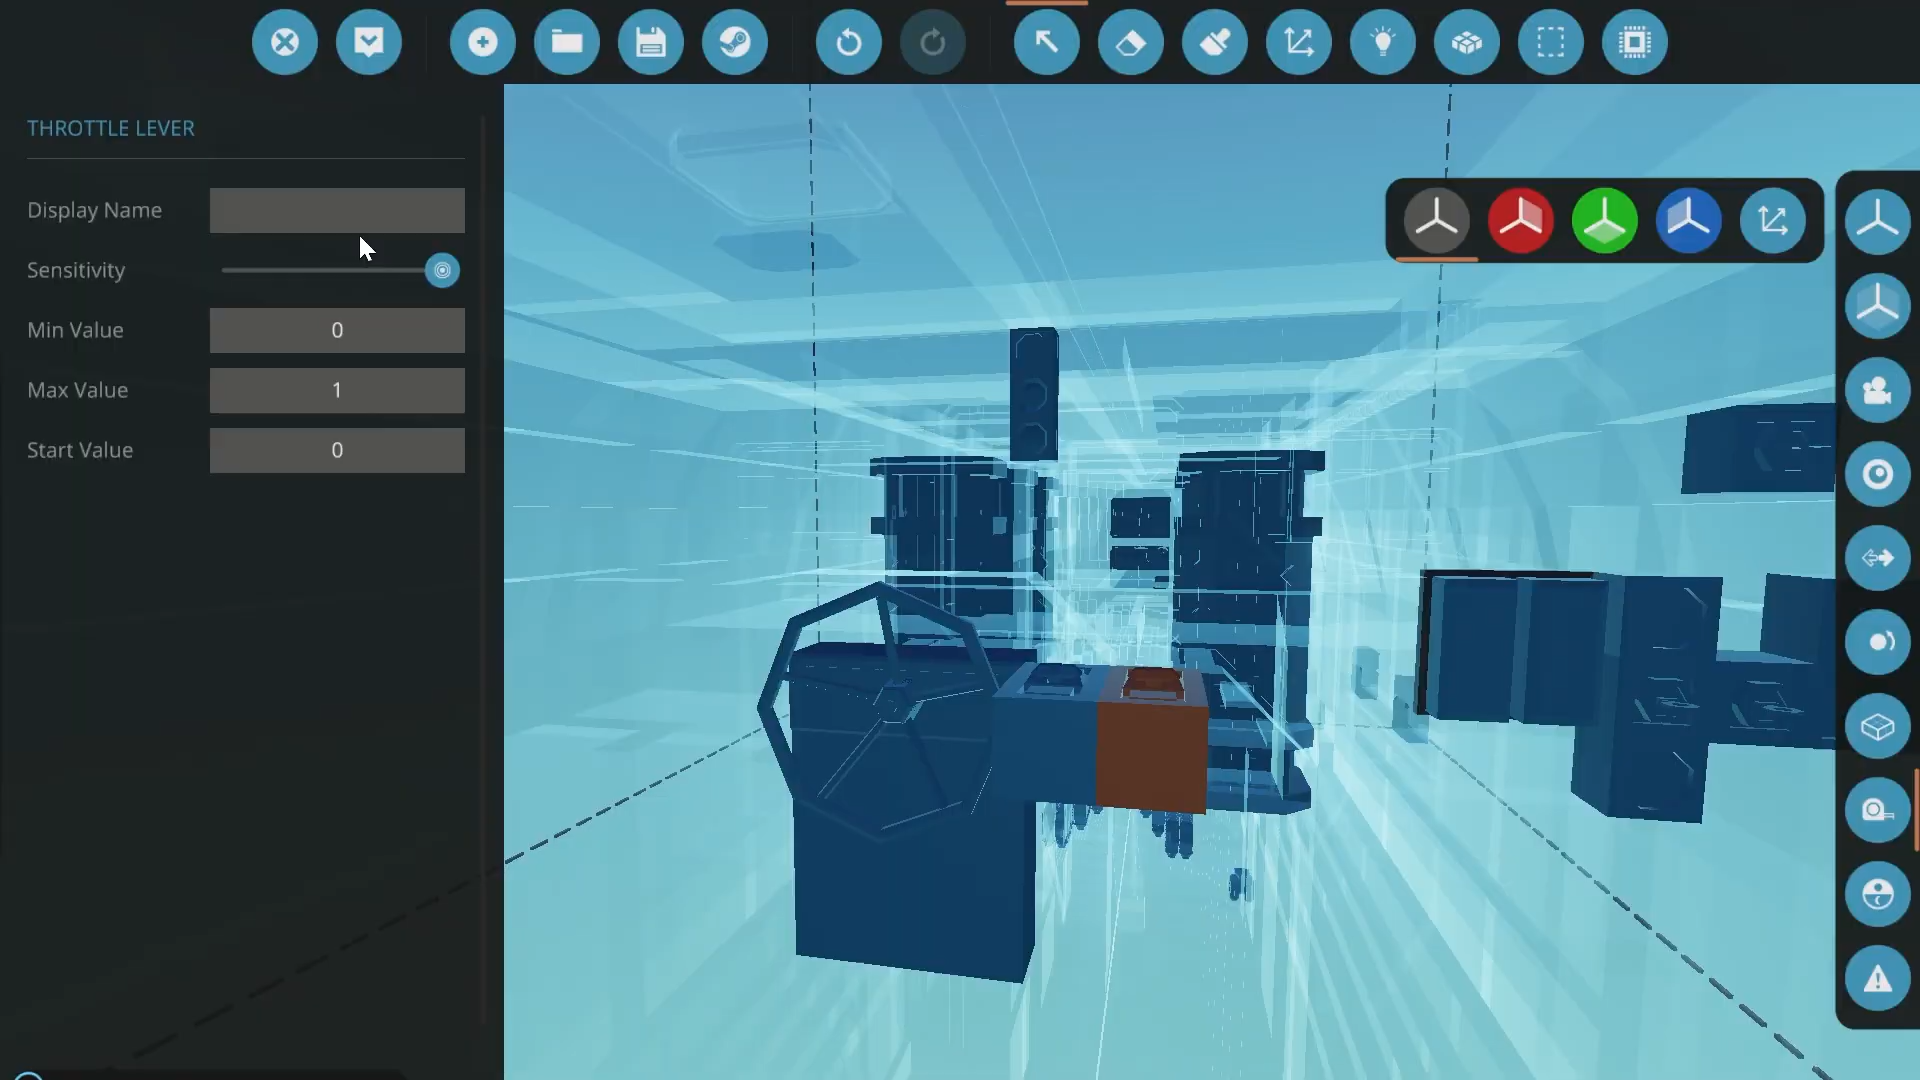 THROTTLE LEVER
Display Name
Sensitivity
Min Value 0
Max Value 1
Start Value 0